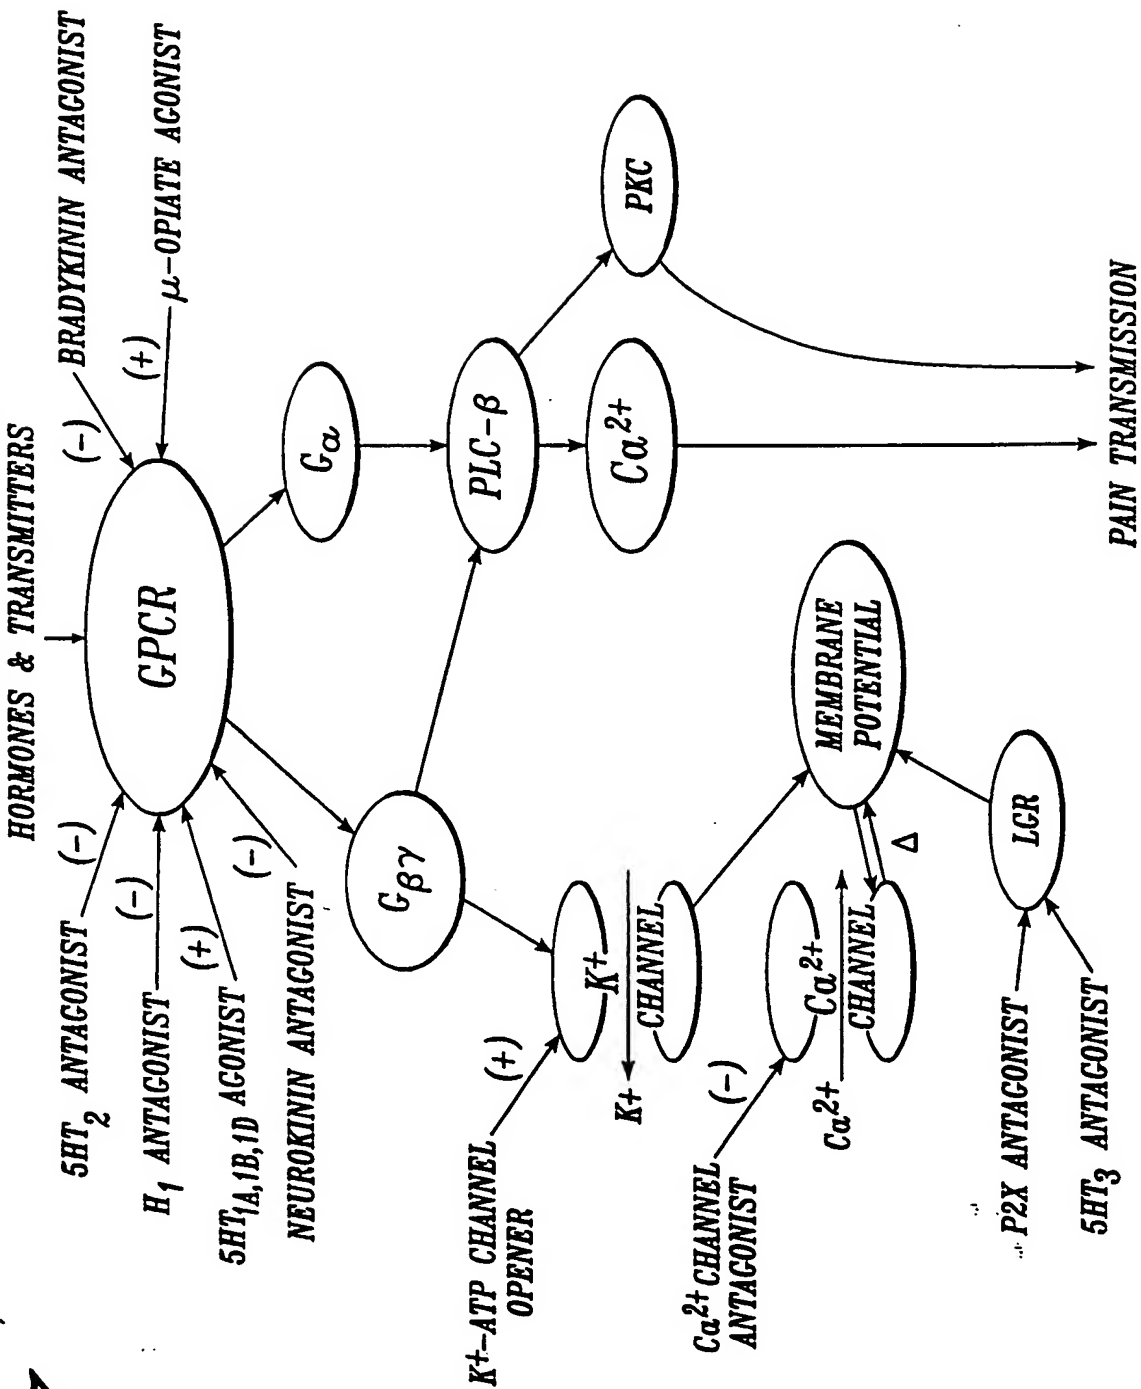 HORMONES & TRANSMITTERS
5HT2 ANTAGONIST
(-)
(-)
BRADYKININ ANTAGONIST
H1 ANTAGONIST
(-)
GPCR
(+)
μ-OPIATE AGONIST
5HT1A,1B,1D AGONIST
(+)
NEUROKININ ANTAGONIST
(-)
Gα
Gβγ
K+-ATP CHANNEL
OPENER
(+)
PLC-β
K+
K+
CHANNEL
Ca2+
PKC
Ca2+ CHANNEL
ANTAGONIST
(-)
Ca2+
Ca2+
CHANNEL
MEMBRANE
POTENTIAL
Δ
P2X ANTAGONIST
LGR
5HT3 ANTAGONIST
PAIN TRANSMISSION